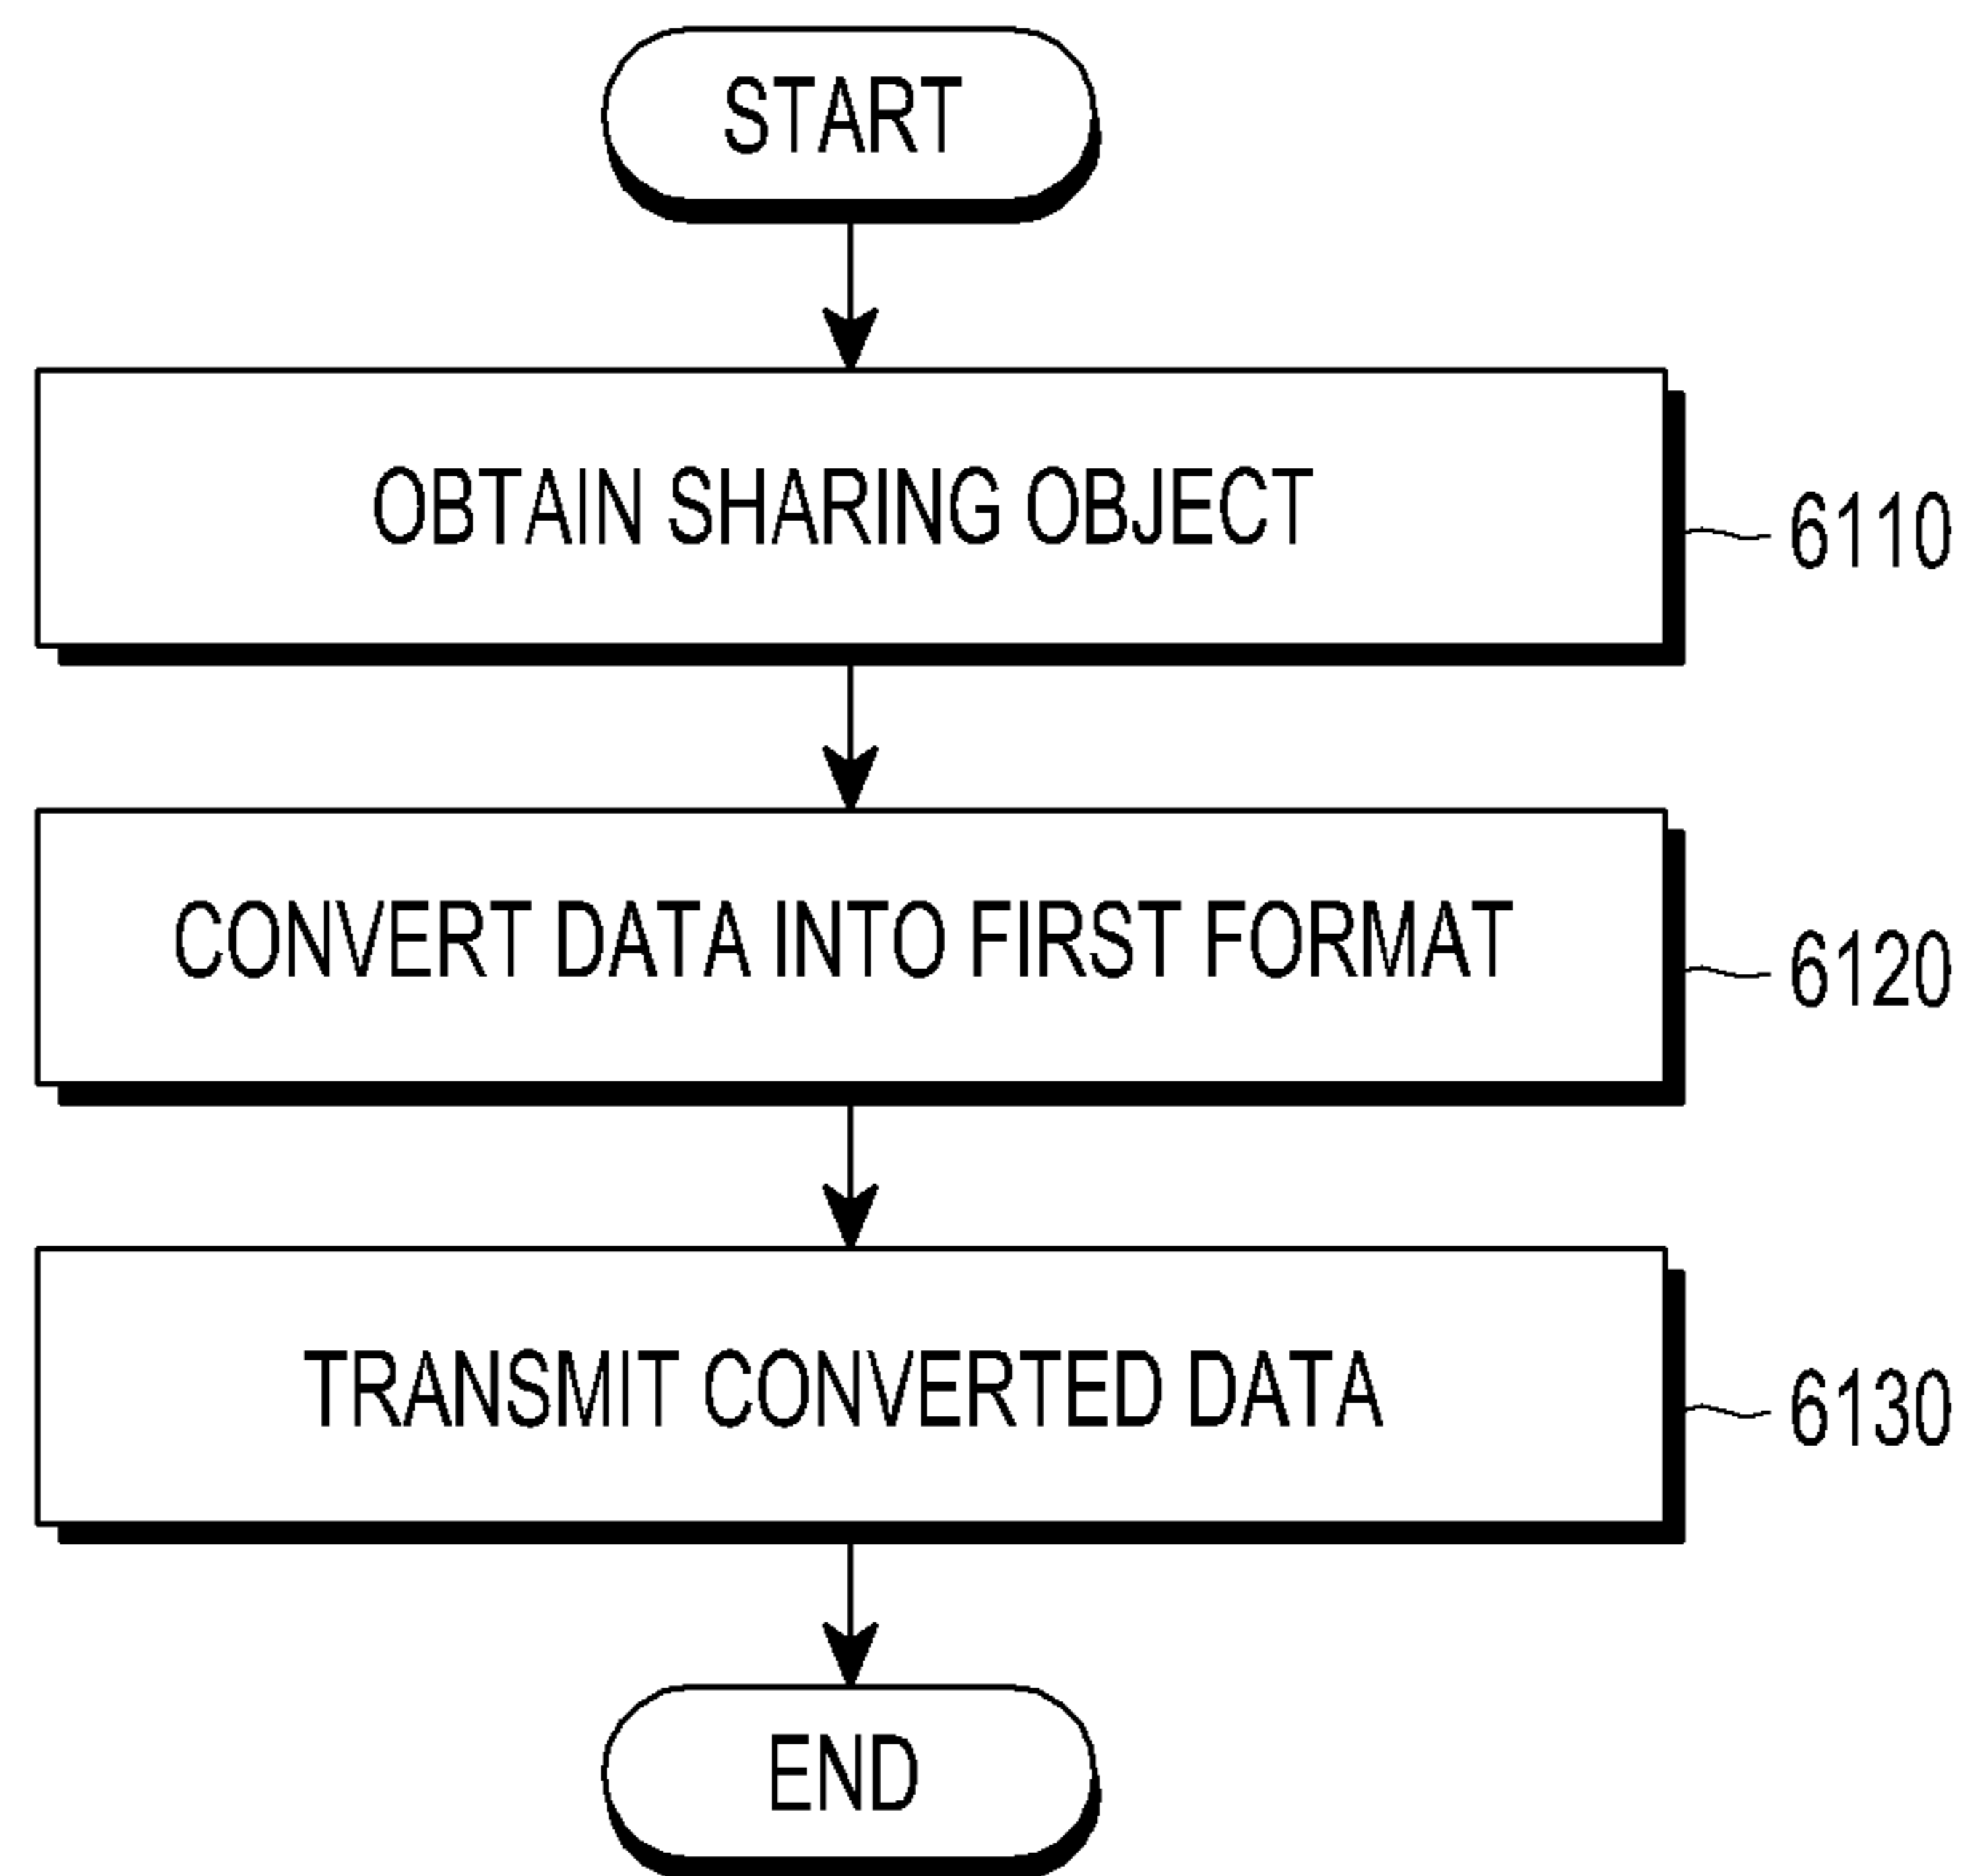 START
OBTAIN SHARING OBJECT
6110
CONVERT DATA INTO FIRST FORMAT
6120
TRANSMIT CONVERTED DATA
6130
END